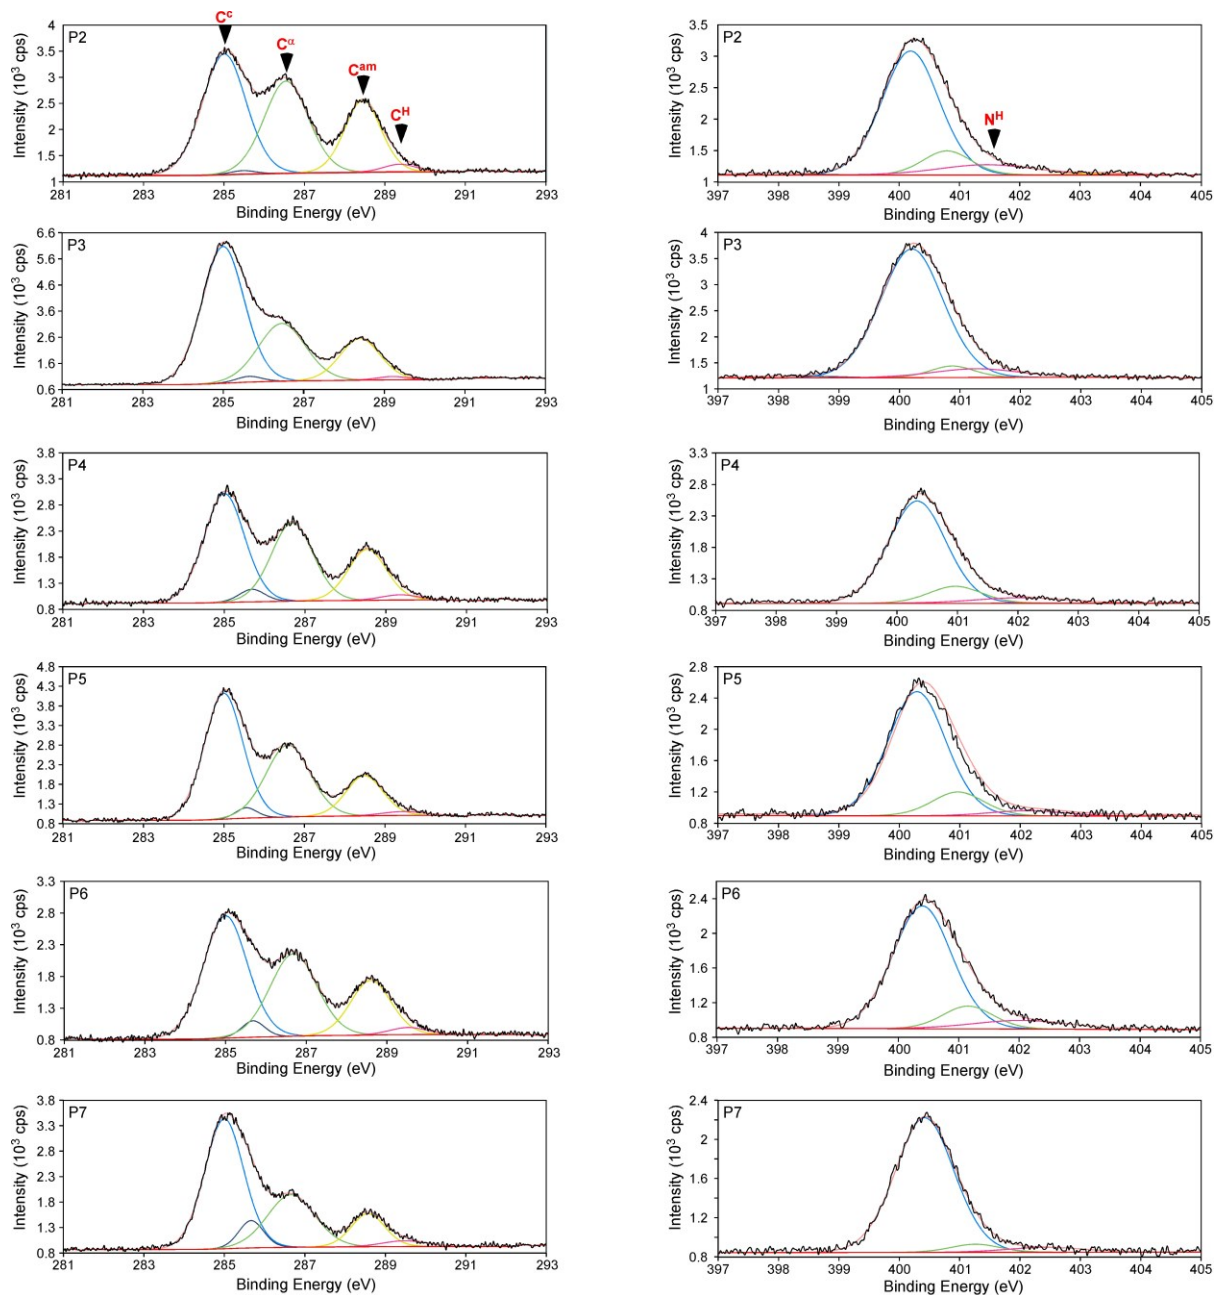 C^c
C^α
C^am
C^H
P2
4
3.5
3
2.5
2
1.5
1
Intensity (10³ cps)
281 283 285 287 289 291 293
Binding Energy (eV)
P2
N^H
3.5
3
2.5
2
1.5
1
Intensity (10³ cps)
397 398 399 400 401 402 403 404 405
Binding Energy (eV)
P3
6.6
5.6
4.6
3.6
2.6
1.6
0.6
Intensity (10³ cps)
281 283 285 287 289 291 293
Binding Energy (eV)
P3
4
3.5
3
2.5
2
1.5
1
Intensity (10³ cps)
397 398 399 400 401 402 403 404 405
Binding Energy (eV)
P4
3.8
3.3
2.8
2.3
1.8
1.3
0.8
Intensity (10³ cps)
281 283 285 287 289 291 293
Binding Energy (eV)
P4
3.3
2.8
2.3
1.8
1.3
0.8
Intensity (10³ cps)
397 398 399 400 401 402 403 404 405
Binding Energy (eV)
P5
4.8
4.3
3.8
3.3
2.8
2.3
1.8
1.3
0.8
Intensity (10³ cps)
281 283 285 287 289 291 293
Binding Energy (eV)
P5
2.8
2.4
2
1.6
1.2
0.8
Intensity (10³ cps)
397 398 399 400 401 402 403 404 405
Binding Energy (eV)
P6
3.3
2.8
2.3
1.8
1.3
0.8
Intensity (10³ cps)
281 283 285 287 289 291 293
Binding Energy (eV)
P6
2.4
2
1.6
1.2
0.8
Intensity (10³ cps)
397 398 399 400 401 402 403 404 405
Binding Energy (eV)
P7
3.8
3.3
2.8
2.3
1.8
1.3
0.8
Intensity (10³ cps)
281 283 285 287 289 291 293
Binding Energy (eV)
P7
2.4
2
1.6
1.2
0.8
Intensity (10³ cps)
397 398 399 400 401 402 403 404 405
Binding Energy (eV)